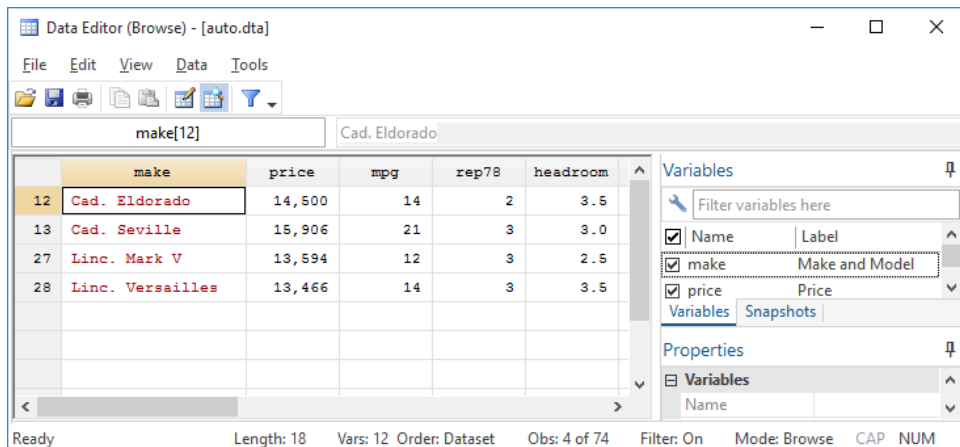 Data Editor (Browse) - [auto.dta]
File Edit View Data Tools
make[12] Cad. Eldorado
make price mpg rep78 headroom
12 Cad. Eldorado 14,500 14 2 3.5
13 Cad. Seville 15,906 21 3 3.0
27 Linc. Mark V 13,594 12 3 2.5
28 Linc. Versailles 13,466 14 3 3.5
Variables
Filter variables here
Name Label
make Make and Model
price Price
Variables Snapshots
Properties
Variables
Name
Ready Length: 18 Vars: 12 Order: Dataset Obs: 4 of 74 Filter: On Mode: Browse CAP NUM